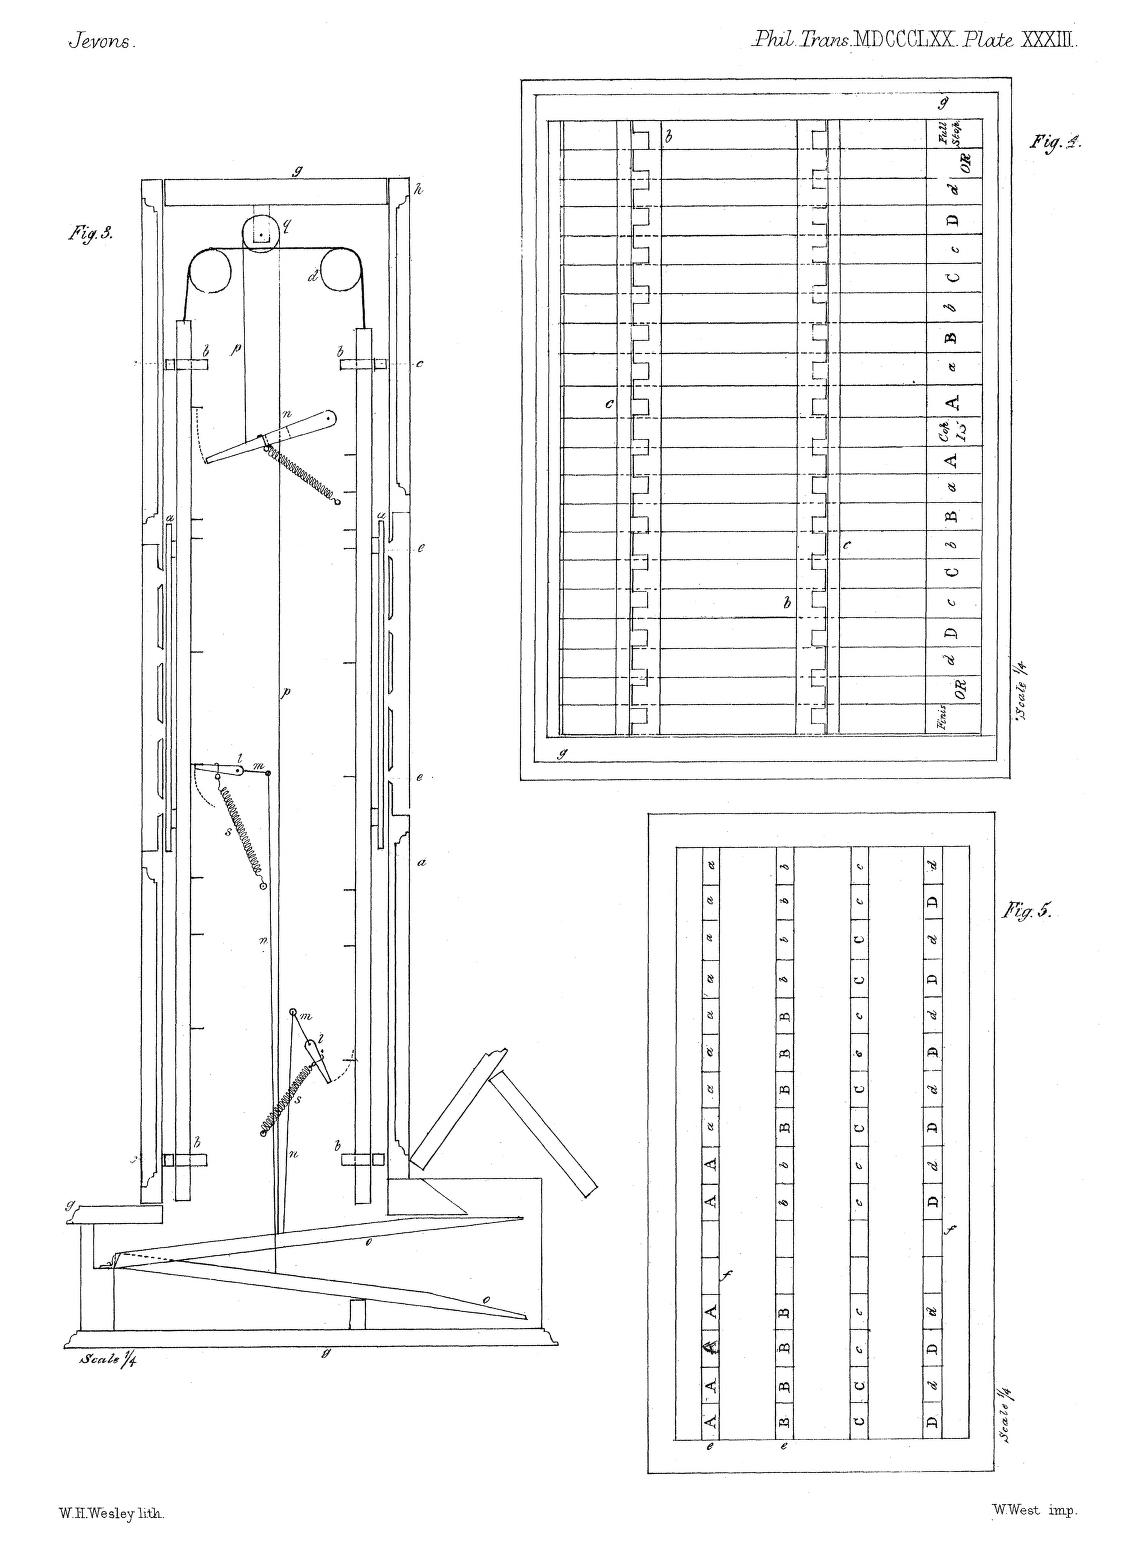 Jevons.
Phil. Trans. MDCCCLXX. Plate XXXIII.
Fig. 3.
g
h
q
d
p
b
b
c
n
a
a
e
p
l
m
e
s
a
n
m
l
s
b
b
n
g
o
o
Scale 1/4
g
Fig. 4.
g
b
c
c
b
g
Full Stop.
OR
d
D
c
C
b
B
a
A
Cop. IS
A
a
B
b
C
c
D
d
OR
Finis
Scale 1/4
Fig. 5.
a b c d
a b c D
a b C d
a b C D
a B c d
a B c D
a B C d
a B C D
A b c d
A b c D
f
f
A B c d
A B c D
A B C d
A B C D
e e
Scale 1/4
W.H.Wesley lith.
W.West imp.